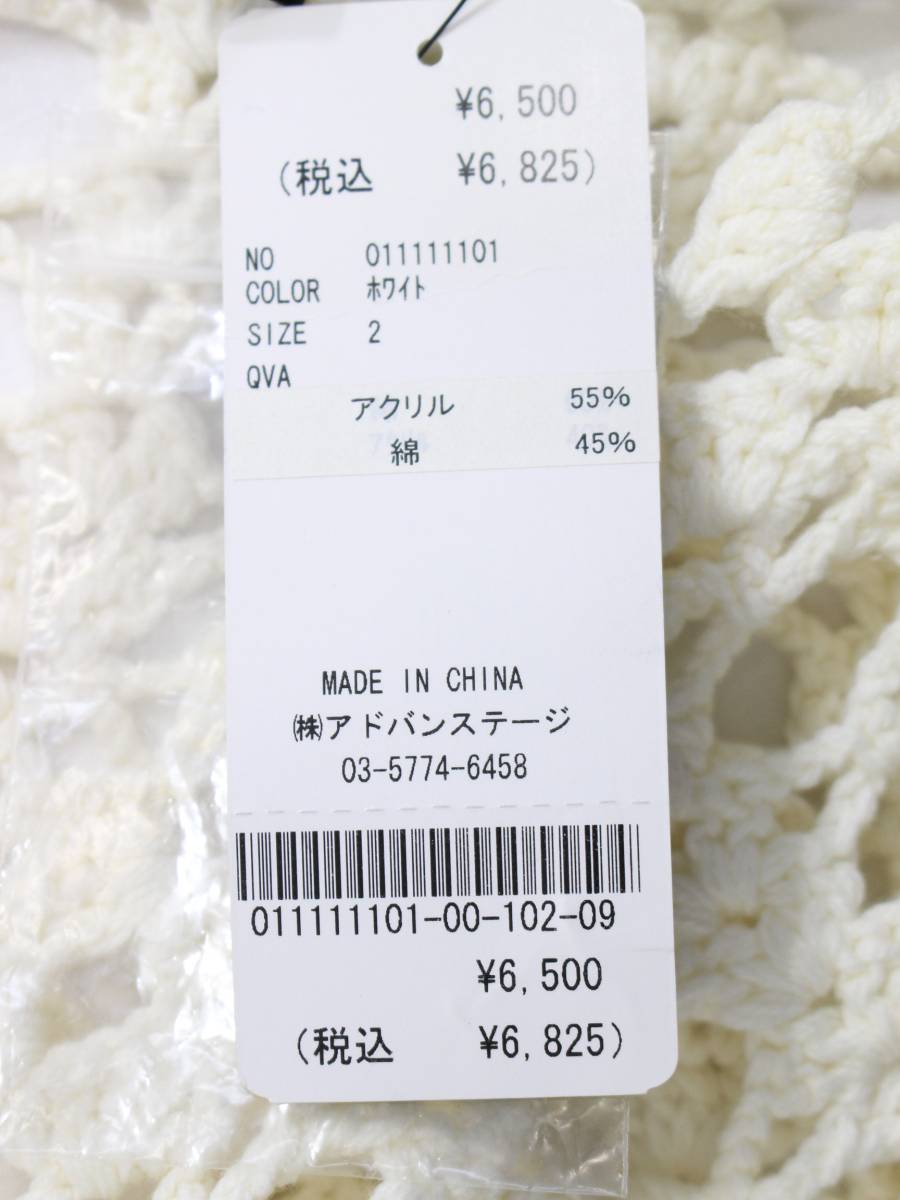 ¥6,500
(税込 ¥6,825)
NO 011111101
COLOR ﾎﾜｲﾄ
SIZE 2
QVA
アクリル 55%
綿 45%
MADE IN CHINA
㈱アドバンステージ
03-5774-6458
011111101-00-102-09
¥6,500
(税込 ¥6,825)